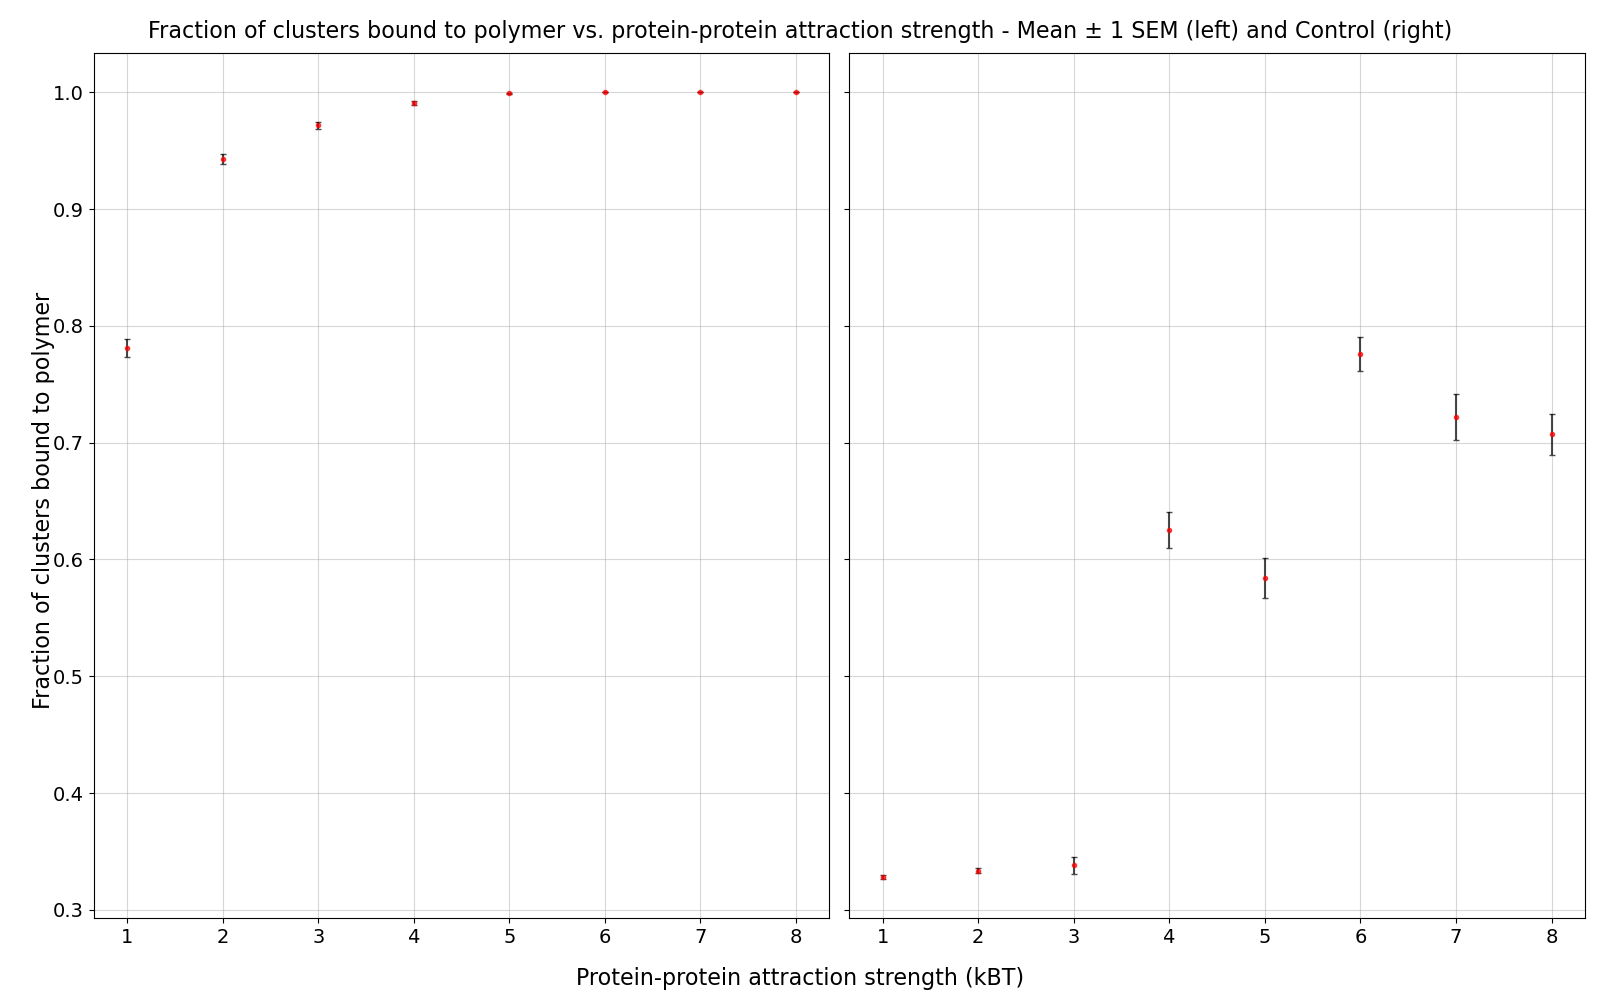 Fraction of clusters bound to polymer vs. protein-protein attraction strength - Mean ± 1 SEM (left) and Control (right)
Fraction of clusters bound to polymer
1.0
0.9
0.8
0.7
0.6
0.5
0.4
0.3
1 2 3 4 5 6 7 8
1 2 3 4 5 6 7 8
Protein-protein attraction strength (kBT)